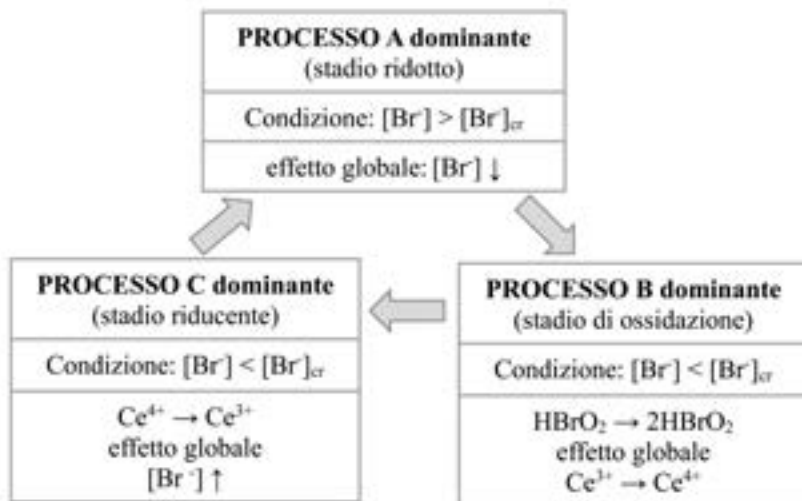 PROCESSO A dominante
(stadio ridotto)
Condizione: [Br⁻] > [Br⁻]cr
effetto globale: [Br⁻] ↓
PROCESSO C dominante
(stadio riducente)
Condizione: [Br⁻] < [Br⁻]cr
Ce⁴⁺ → Ce³⁺
effetto globale
[Br ⁻] ↑
PROCESSO B dominante
(stadio di ossidazione)
Condizione: [Br⁻] < [Br⁻]cr
HBrO₂ → 2HBrO₂
effetto globale
Ce³⁺ → Ce⁴⁺